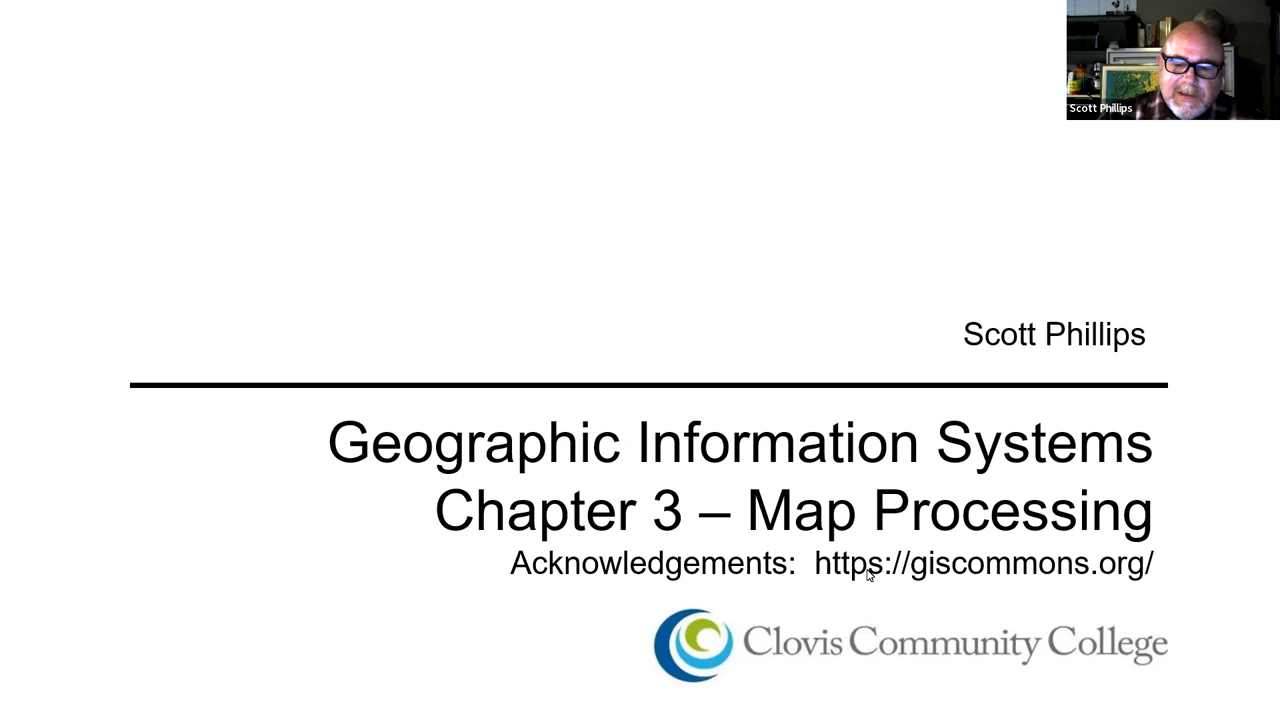 Scott Phillips
Scott Phillips
Geographic Information Systems
Chapter 3 – Map Processing
Acknowledgements: https://giscommons.org/
Clovis Community College